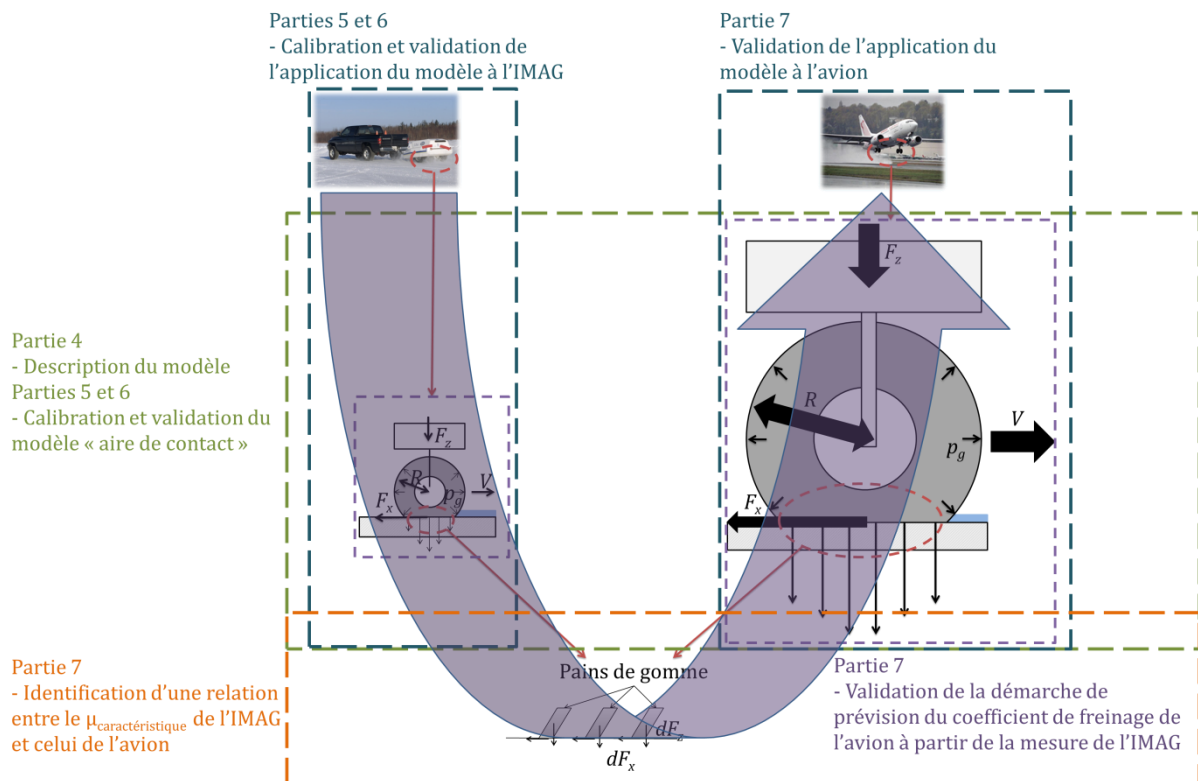 Parties 5 et 6
- Calibration et validation de
l'application du modèle à l'IMAG
Partie 7
- Validation de l'application du
modèle à l'avion
Partie 4
- Description du modèle
Parties 5 et 6
- Calibration et validation du
modèle « aire de contact »
F_z
R
V
F_x
p_g
F_z
R
V
p_g
F_x
Partie 7
- Identification d'une relation
entre le μ_caractéristique de l'IMAG
et celui de l'avion
Pains de gomme
dF_z
dF_x
Partie 7
- Validation de la démarche de
prévision du coefficient de freinage de
l'avion à partir de la mesure de l'IMAG